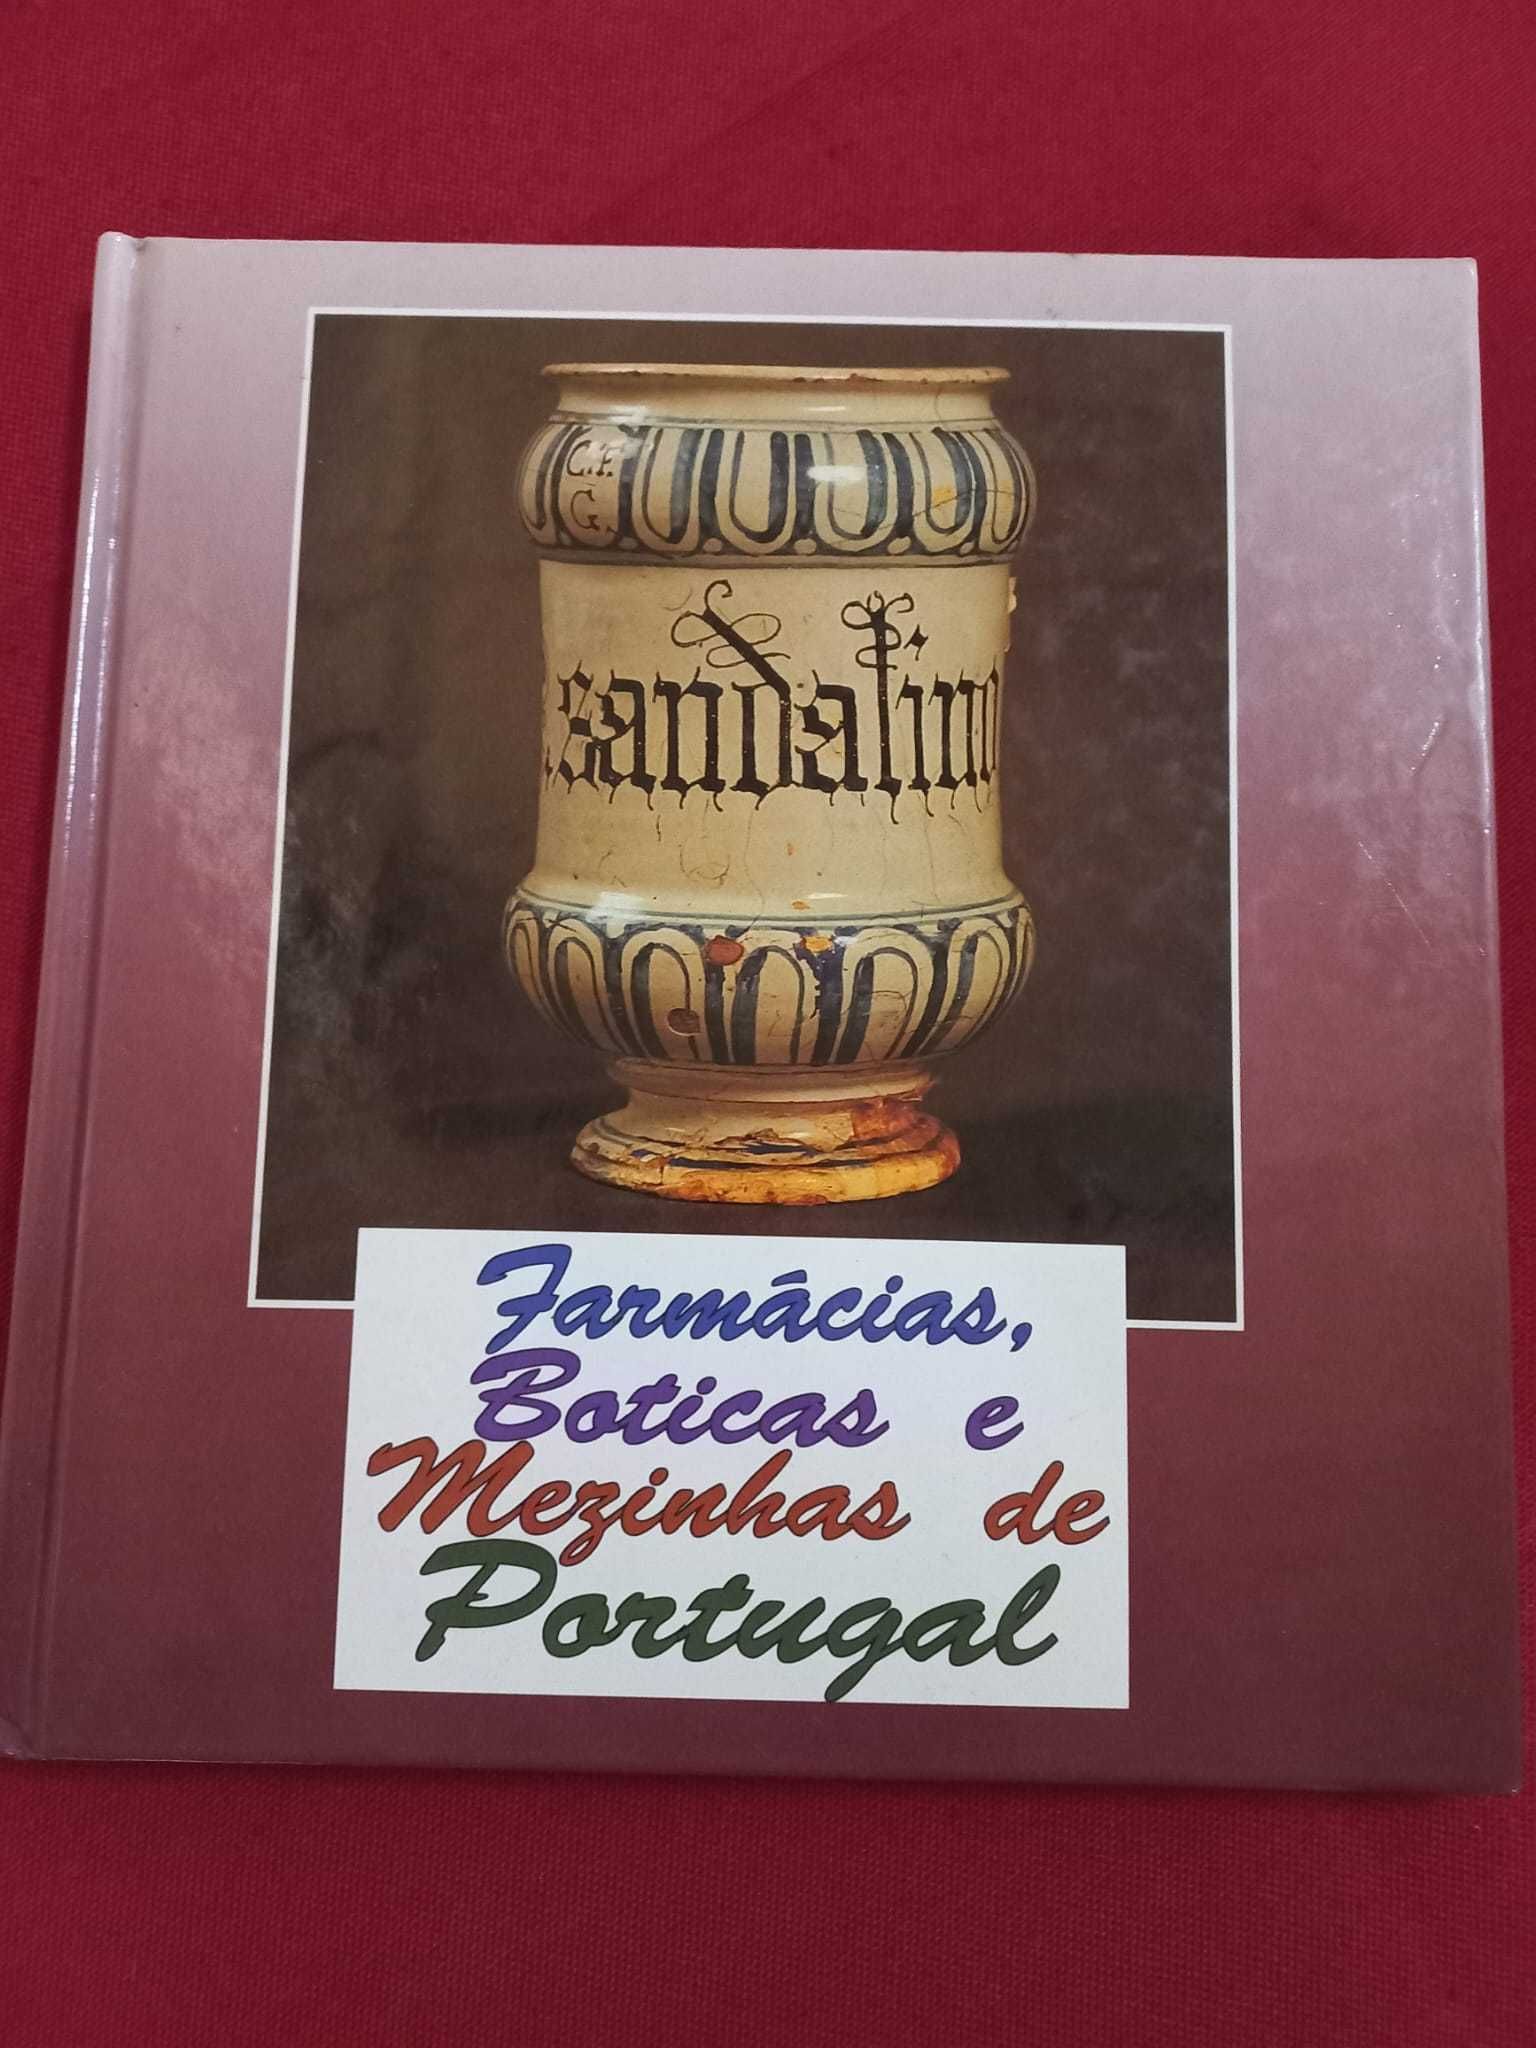 C.F.
G.
sandalino
Farmácias,
Boticas e
Mezinhas de
Portugal